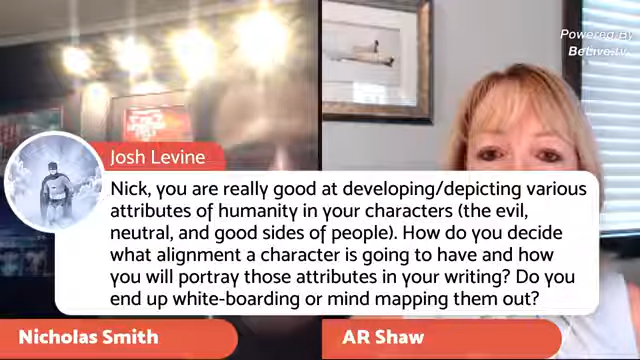 Powered By
BeLive.tv
Josh Levine
Nick, you are really good at developing/depicting various
attributes of humanity in your characters (the evil,
neutral, and good sides of people). How do you decide
what alignment a character is going to have and how
you will portray those attributes in your writing? Do you
end up white-boarding or mind mapping them out?
Nicholas Smith
AR Shaw